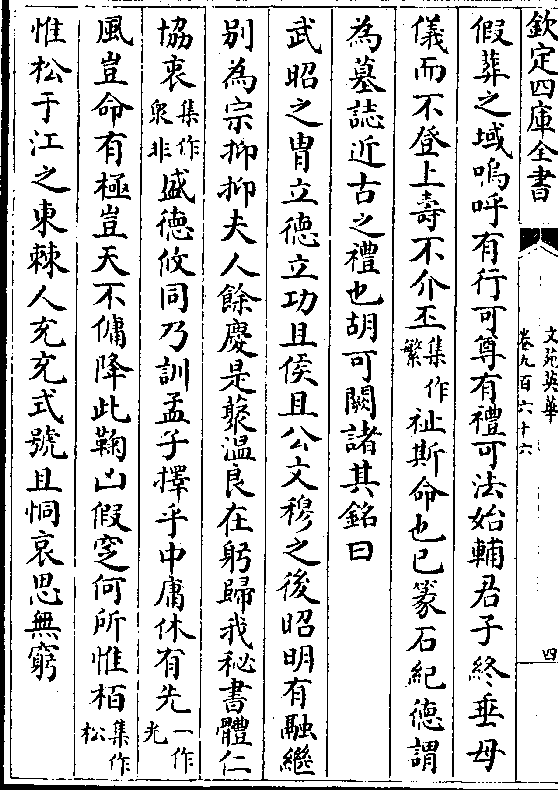 欽定四庫全書
文苑英華
卷九百六十六
四
假葬之域嗚呼有行可尊有禮可法始輔君子終垂母
儀而不登上壽不介丕集作繁祉斯命也已篆石紀德謂
為墓誌近古之禮也胡可闕諸其銘曰
武昭之胄立德立功且侯且公文穆之後昭明有融繼
別為宗抑抑夫人餘慶是藂溫良在躬歸我秘書體仁
協衷集作衆非盛德攸同乃訓孟子擇乎中庸休有先一作光
風豈命有極豈天不傭降此鞠凶假窆何所惟栢集作松
惟松于江之東棘人充充式號且恫哀思無窮